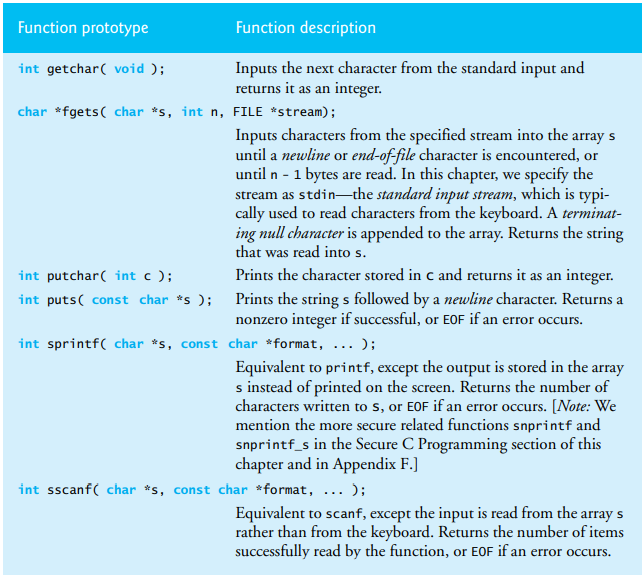 Function prototype Function description
int getchar( void ); Inputs the next character from the standard input and
returns it as an integer.
char *fgets( char *s, int n, FILE *stream);
Inputs characters from the specified stream into the array s
until a newline or end-of-file character is encountered, or
until n - 1 bytes are read. In this chapter, we specify the
stream as stdin—the standard input stream, which is typi-
cally used to read characters from the keyboard. A terminat-
ing null character is appended to the array. Returns the string
that was read into s.
int putchar( int c ); Prints the character stored in c and returns it as an integer.
int puts( const char *s ); Prints the string s followed by a newline character. Returns a
nonzero integer if successful, or EOF if an error occurs.
int sprintf( char *s, const char *format, ... );
Equivalent to printf, except the output is stored in the array
s instead of printed on the screen. Returns the number of
characters written to s, or EOF if an error occurs. [Note: We
mention the more secure related functions snprintf and
snprintf_s in the Secure C Programming section of this
chapter and in Appendix F.]
int sscanf( char *s, const char *format, ... );
Equivalent to scanf, except the input is read from the array s
rather than from the keyboard. Returns the number of items
successfully read by the function, or EOF if an error occurs.